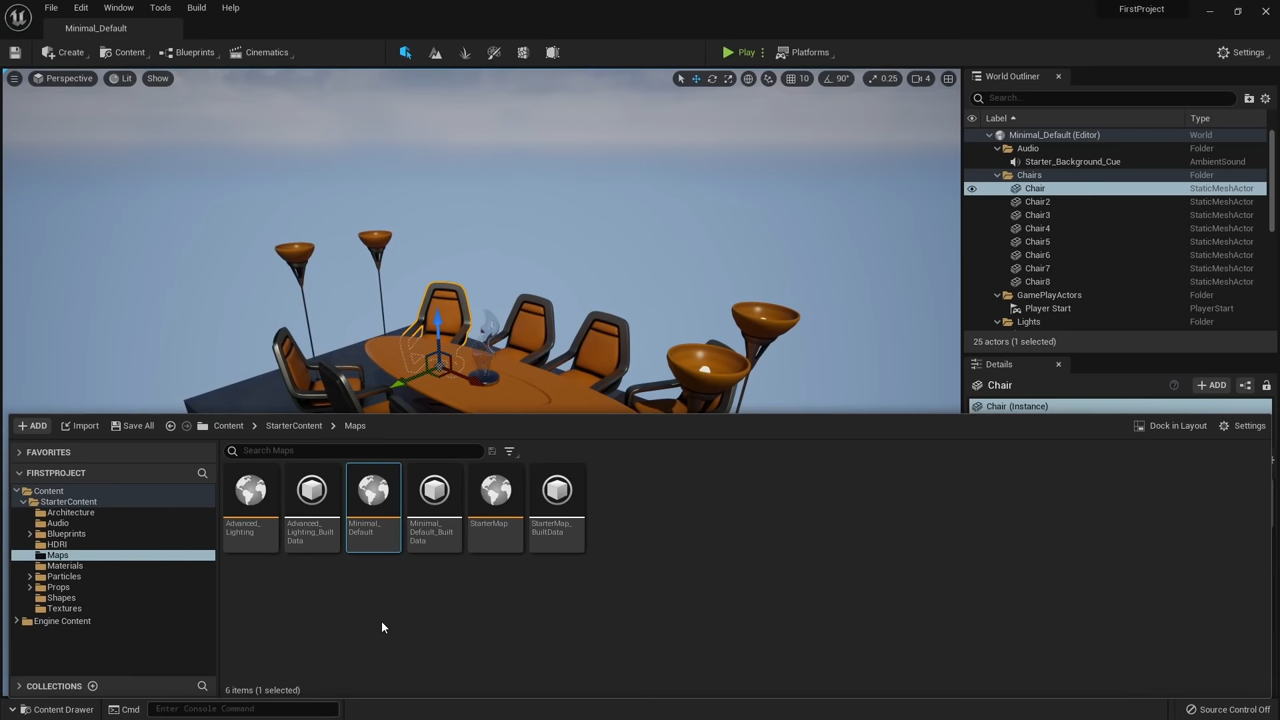 File Edit Window Tools Build Help
FirstProject
Minimal_Default
Create Content Blueprints Cinematics Play Platforms Settings
Perspective Lit Show 10 90° 0.25 4
World Outliner
Search...
Label Type
Minimal_Default (Editor) World
Audio Folder
Starter_Background_Cue AmbientSound
Chairs Folder
Chair StaticMeshActor
Chair2 StaticMeshActor
Chair3 StaticMeshActor
Chair4 StaticMeshActor
Chair5 StaticMeshActor
Chair6 StaticMeshActor
Chair7 StaticMeshActor
Chair8 StaticMeshActor
GamePlayActors Folder
Player Start PlayerStart
Lights Folder
25 actors (1 selected)
Details
Chair + ADD
Chair (Instance)
+ ADD Import Save All Content > StarterContent > Maps Dock in Layout Settings
FAVORITES
Search Maps
FIRSTPROJECT
Content
StarterContent
Architecture
Audio
Blueprints
HDRI
Maps
Materials
Particles
Props
Shapes
Textures
Engine Content
COLLECTIONS
Advanced_
Lighting
Advanced_
Lighting_Built
Data
Minimal_
Default
Minimal_
Default_Built
Data
StarterMap
StarterMap_
BuiltData
6 items (1 selected)
Content Drawer Cmd Enter Console Command Source Control Off